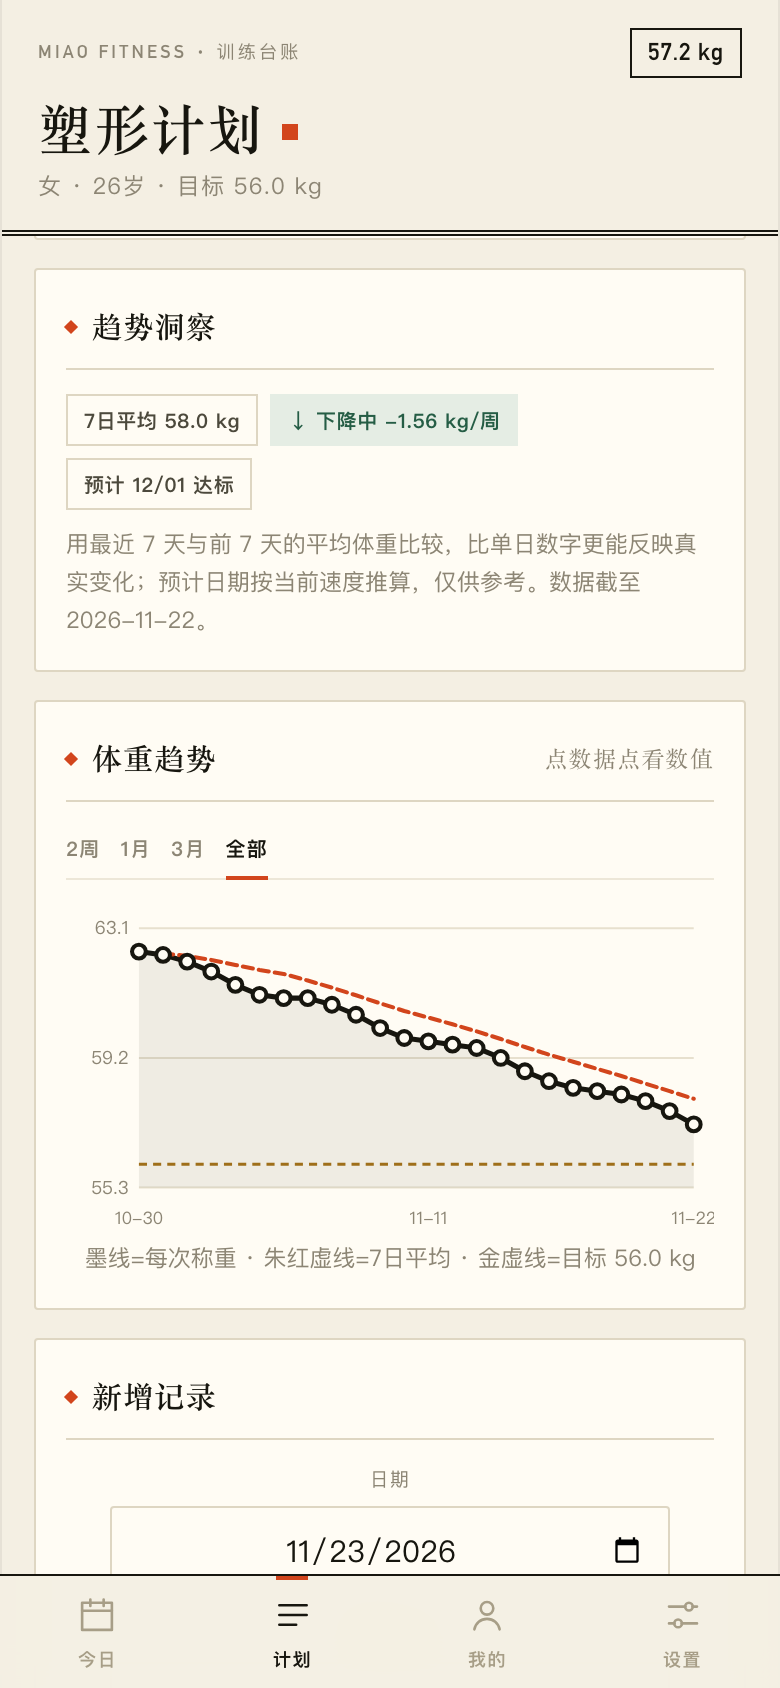 MIAO FITNESS · 训练台账
57.2 kg
塑形计划
女 · 26岁 · 目标 56.0 kg
趋势洞察
7日平均 58.0 kg
↓ 下降中 −1.56 kg/周
预计 12/01 达标
用最近 7 天与前 7 天的平均体重比较，比单日数字更能反映真
实变化；预计日期按当前速度推算，仅供参考。数据截至
2026-11-22。
体重趋势
点数据点看数值
2周 1月 3月 全部
63.1
59.2
55.3
10-30 11-11 11-22
墨线=每次称重 · 朱红虚线=7日平均 · 金虚线=目标 56.0 kg
新增记录
日期
11/23/2026
今日 计划 我的 设置